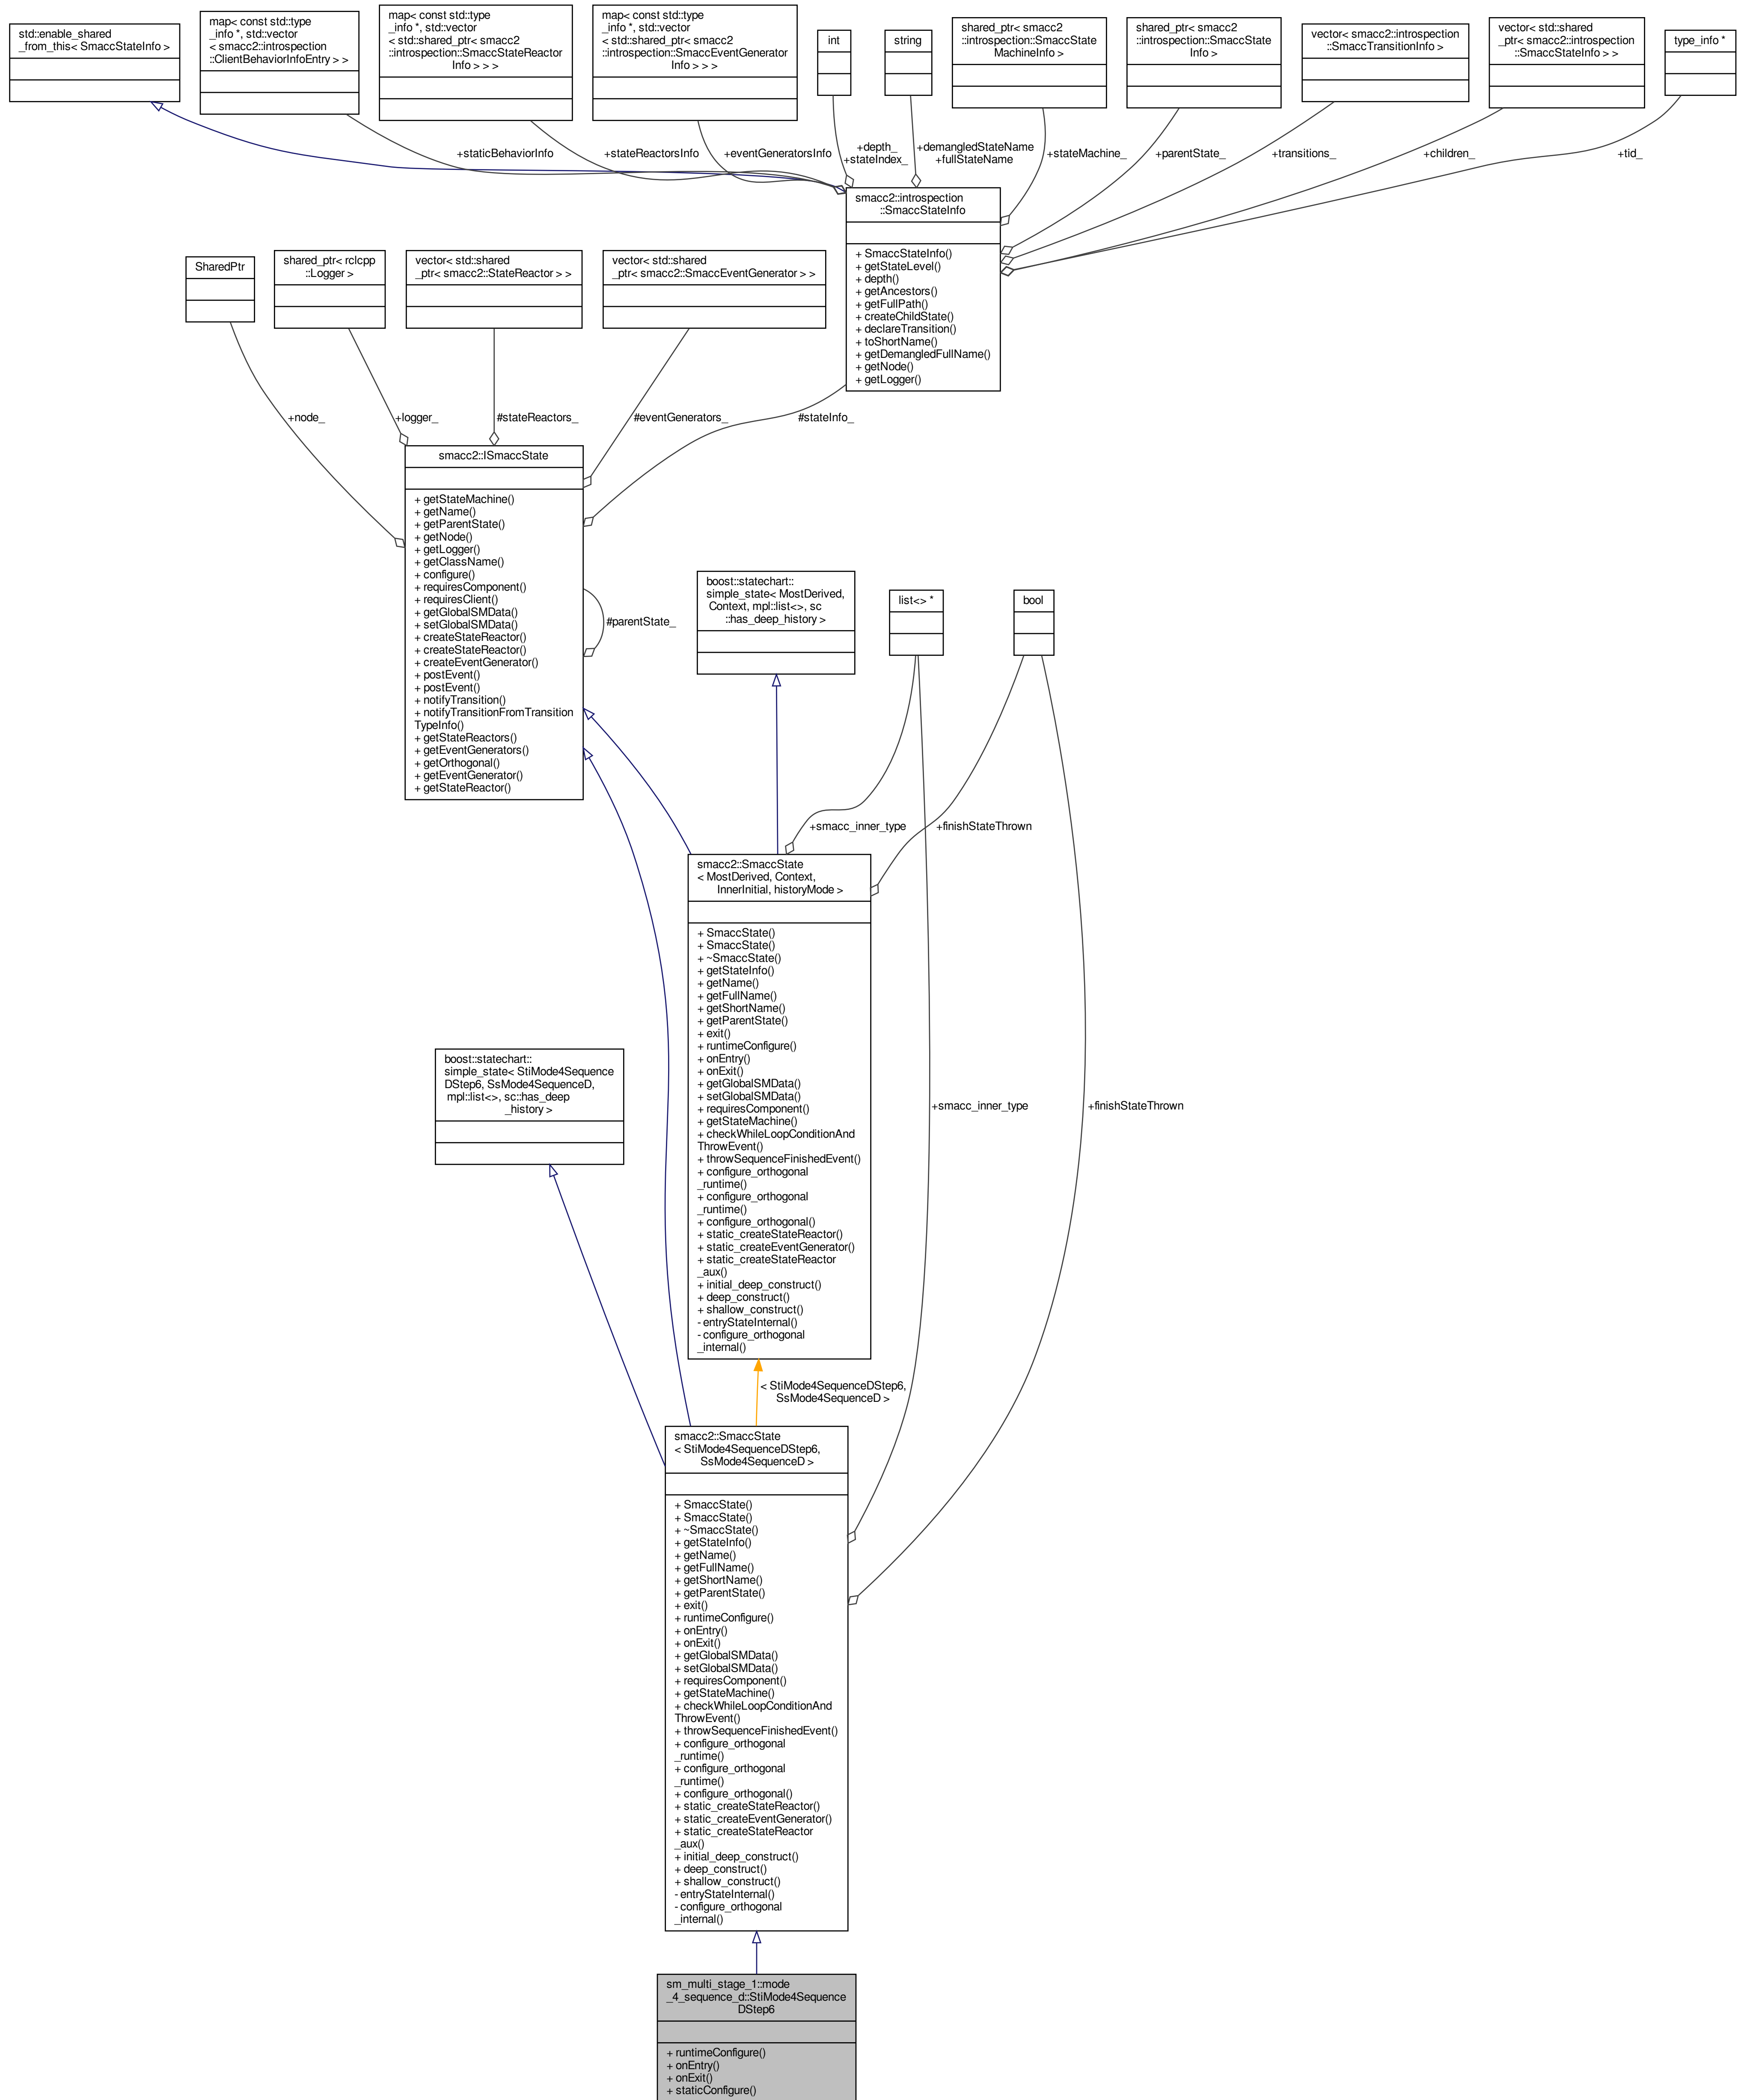 std::enable_shared
_from_this< SmaccStateInfo >
map< const std::type
_info *, std::vector
< smacc2::introspection
::ClientBehaviorInfoEntry > >
map< const std::type
_info *, std::vector
< std::shared_ptr< smacc2
::introspection::SmaccStateReactor
Info > > >
map< const std::type
_info *, std::vector
< std::shared_ptr< smacc2
::introspection::SmaccEventGenerator
Info > > >
int
string
shared_ptr< smacc2
::introspection::SmaccState
MachineInfo >
shared_ptr< smacc2
::introspection::SmaccState
Info >
vector< smacc2::introspection
::SmaccTransitionInfo >
vector< std::shared
_ptr< smacc2::introspection
::SmaccStateInfo > >
type_info *
+staticBehaviorInfo
+stateReactorsInfo
+eventGeneratorsInfo
+depth_
+stateIndex_
+demangledStateName
+fullStateName
+stateMachine_
+parentState_
+transitions_
+children_
+tid_
smacc2::introspection
::SmaccStateInfo
+ SmaccStateInfo()
+ getStateLevel()
+ depth()
+ getAncestors()
+ getFullPath()
+ createChildState()
+ declareTransition()
+ toShortName()
+ getDemangledFullName()
+ getNode()
+ getLogger()
SharedPtr
shared_ptr< rclcpp
::Logger >
vector< std::shared
_ptr< smacc2::StateReactor > >
vector< std::shared
_ptr< smacc2::SmaccEventGenerator > >
+node_
+logger_
#stateReactors_
#eventGenerators_
#stateInfo_
smacc2::ISmaccState
+ getStateMachine()
+ getName()
+ getParentState()
+ getNode()
+ getLogger()
+ getClassName()
+ configure()
+ requiresComponent()
+ requiresClient()
+ getGlobalSMData()
+ setGlobalSMData()
+ createStateReactor()
+ createStateReactor()
+ createEventGenerator()
+ postEvent()
+ postEvent()
+ notifyTransition()
+ notifyTransitionFromTransition
TypeInfo()
+ getStateReactors()
+ getEventGenerators()
+ getOrthogonal()
+ getEventGenerator()
+ getStateReactor()
#parentState_
boost::statechart::
simple_state< MostDerived,
Context, mpl::list<>, sc
::has_deep_history >
list<> *
bool
+smacc_inner_type
+finishStateThrown
smacc2::SmaccState
< MostDerived, Context,
InnerInitial, historyMode >
+ SmaccState()
+ SmaccState()
+ ~SmaccState()
+ getStateInfo()
+ getName()
+ getFullName()
+ getShortName()
+ getParentState()
+ exit()
+ runtimeConfigure()
+ onEntry()
+ onExit()
+ getGlobalSMData()
+ setGlobalSMData()
+ requiresComponent()
+ getStateMachine()
+ checkWhileLoopConditionAnd
ThrowEvent()
+ throwSequenceFinishedEvent()
+ configure_orthogonal
_runtime()
+ configure_orthogonal
_runtime()
+ configure_orthogonal()
+ static_createStateReactor()
+ static_createEventGenerator()
+ static_createStateReactor
_aux()
+ initial_deep_construct()
+ deep_construct()
+ shallow_construct()
- entryStateInternal()
- configure_orthogonal
_internal()
boost::statechart::
simple_state< StiMode4Sequence
DStep6, SsMode4SequenceD,
mpl::list<>, sc::has_deep
_history >
+smacc_inner_type
+finishStateThrown
< StiMode4SequenceDStep6,
SsMode4SequenceD >
smacc2::SmaccState
< StiMode4SequenceDStep6,
SsMode4SequenceD >
+ SmaccState()
+ SmaccState()
+ ~SmaccState()
+ getStateInfo()
+ getName()
+ getFullName()
+ getShortName()
+ getParentState()
+ exit()
+ runtimeConfigure()
+ onEntry()
+ onExit()
+ getGlobalSMData()
+ setGlobalSMData()
+ requiresComponent()
+ getStateMachine()
+ checkWhileLoopConditionAnd
ThrowEvent()
+ throwSequenceFinishedEvent()
+ configure_orthogonal
_runtime()
+ configure_orthogonal
_runtime()
+ configure_orthogonal()
+ static_createStateReactor()
+ static_createEventGenerator()
+ static_createStateReactor
_aux()
+ initial_deep_construct()
+ deep_construct()
+ shallow_construct()
- entryStateInternal()
- configure_orthogonal
_internal()
sm_multi_stage_1::mode
_4_sequence_d::StiMode4Sequence
DStep6
+ runtimeConfigure()
+ onEntry()
+ onExit()
+ staticConfigure()